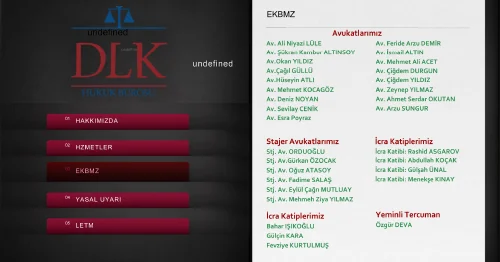 undefined
DLK
HUKUK BÜROSU
undefined
01 HAKKIMIZDA
02 HZMETLER
03 EKBMZ
04 YASAL UYARI
05 LETM
EKBMZ
Avukatlarımız
Av. Ali Niyazi LÜLE
Av. Şükran Kambur ALTINSOY
Av.Okan YILDIZ
Av.Çağıl GÜLLÜ
Av.Hüseyin ATLI
Av. Mehmet KOCAGÖZ
Av. Deniz NOYAN
Av. Sevilay CENİK
Av. Esra Poyraz
Av. Feride Arzu DEMİR
Av. İsmail ALTIN
Av. Mehmet Ali ACET
Av. Çiğdem DURGUN
Av. Çiğdem YILDIZ
Av. Zeynep YILMAZ
Av. Ahmet Serdar OKUTAN
Av. Arzu SUNGUR
Stajer Avukatlarımız
Stj. Av. ORDUOĞLU
Stj. Av.Gürkan ÖZOCAK
Stj. Av. Oğuz ATASOY
Stj. Av. Fadime SALAŞ
Stj. Av. Eylül Çağrı MUTLUAY
Stj. Av. Mehmeh Ziya YILMAZ
İcra Katiplerimiz
İcra Katibi: Rashid ASGAROV
İcra Katibi: Abdullah KOÇAK
İcra Katibi: Gülşah ÜNAL
İcra Katibi: Menekşe KINAY
İcra Katiplerimiz
Bahar IŞIKOĞLU
Gülçin KARA
Fevziye KURTULMUŞ
Yeminli Tercuman
Özgür DEVA